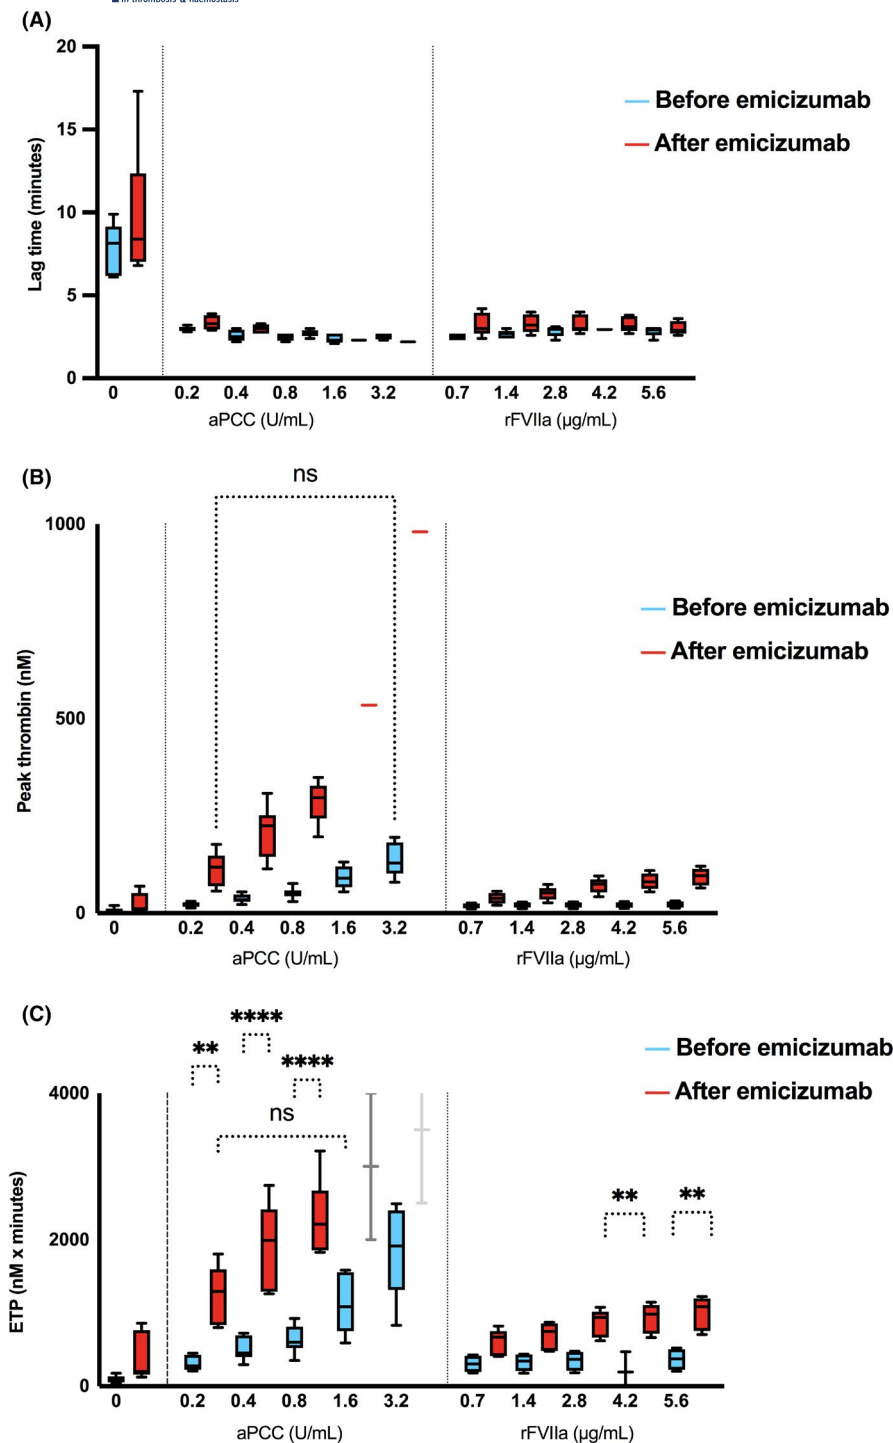 in thrombosis & haemostasis
(A)
20
15
10
5
0
Lag time (minutes)
Before emicizumab
After emicizumab
0 0.2 0.4 0.8 1.6 3.2 0.7 1.4 2.8 4.2 5.6
aPCC (U/mL) rFVIIa (µg/mL)
(B)
ns
1000
500
0
Peak thrombin (nM)
Before emicizumab
After emicizumab
0 0.2 0.4 0.8 1.6 3.2 0.7 1.4 2.8 4.2 5.6
aPCC (U/mL) rFVIIa (µg/mL)
(C)
****
**
****
ns
** **
4000
2000
0
ETP (nM x minutes)
Before emicizumab
After emicizumab
0 0.2 0.4 0.8 1.6 3.2 0.7 1.4 2.8 4.2 5.6
aPCC (U/mL) rFVIIa (µg/mL)